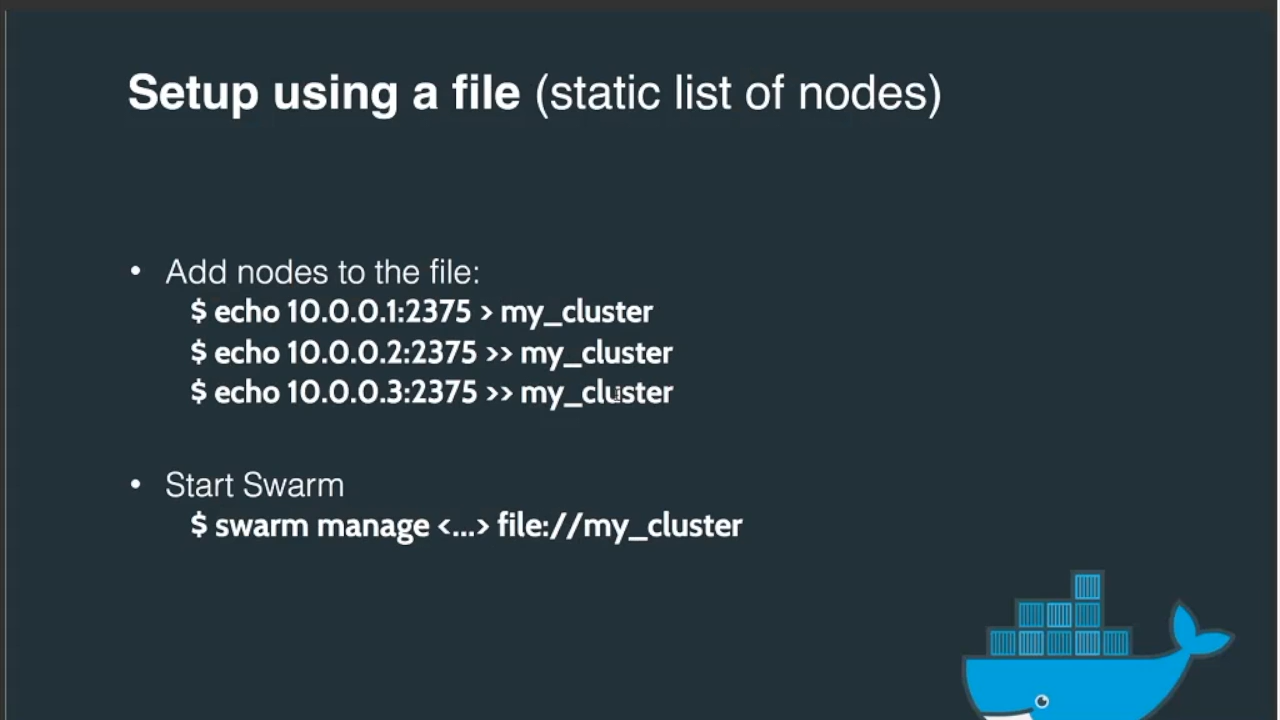 Setup using a file (static list of nodes)
• Add nodes to the file:
$ echo 10.0.0.1:2375 > my_cluster
$ echo 10.0.0.2:2375 >> my_cluster
$ echo 10.0.0.3:2375 >> my_cluster
• Start Swarm
$ swarm manage <...> file://my_cluster